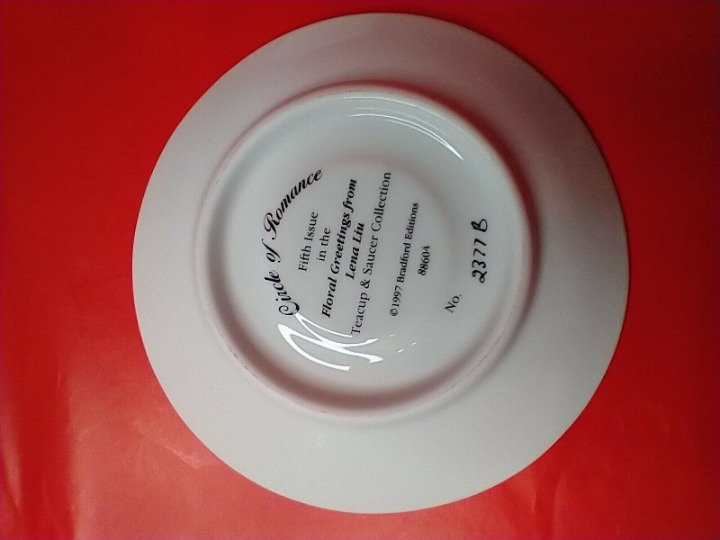 Circle of Romance
Fifth Issue
in the
Floral Greetings from
Lena Liu
Teacup & Saucer Collection
©1997 Bradford Editions
88604
No. 2377B